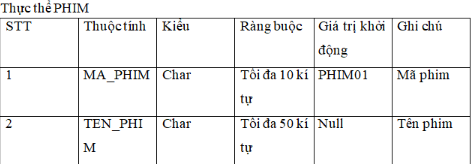 Thực thể PHIM
STT Thuộc tính Kiểu Ràng buộc Giá trị khởi động Ghi chú
1 MA_PHIM Char Tối đa 10 kí tự PHIM01 Mã phim
2 TEN_PHIM Char Tối đa 50 kí tự Null Tên phim